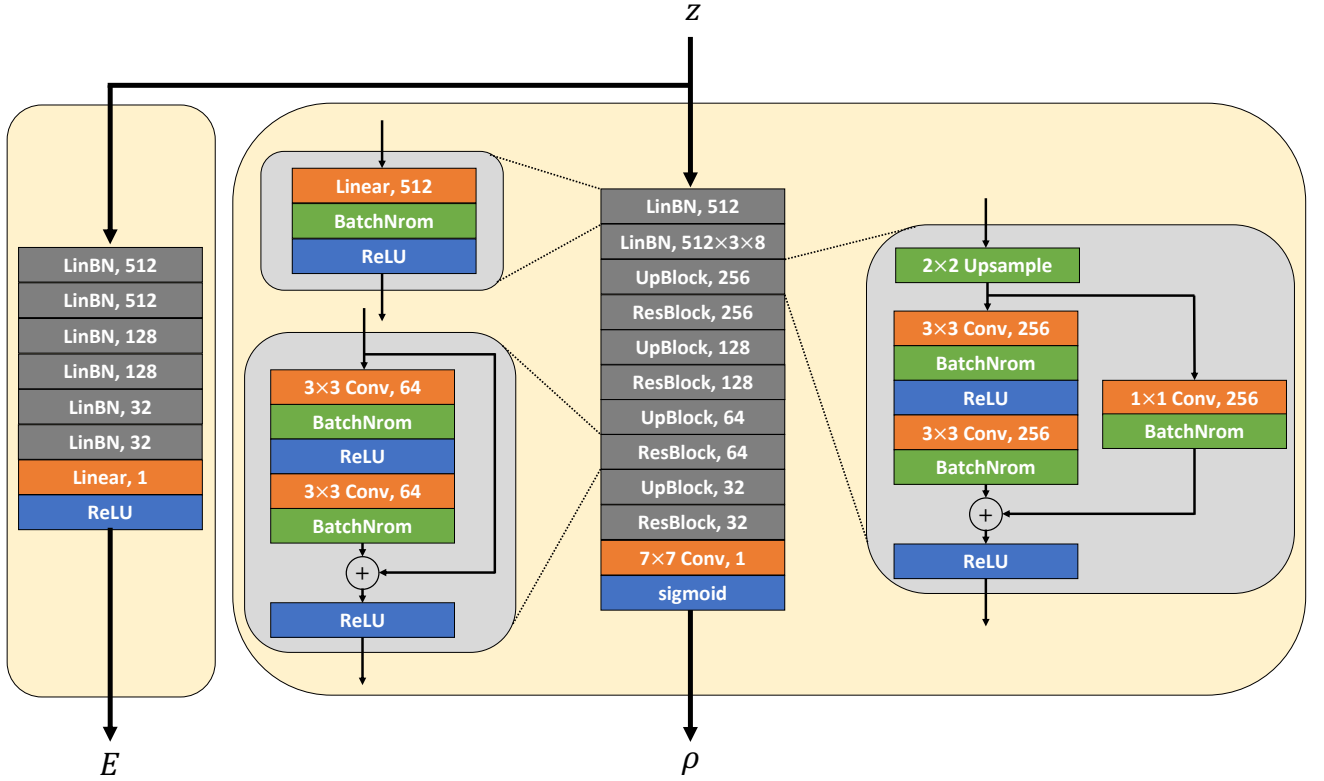 z
LinBN, 512
LinBN, 512
LinBN, 128
LinBN, 128
LinBN, 32
LinBN, 32
Linear, 1
ReLU
E
Linear, 512
BatchNrom
ReLU
3×3 Conv, 64
BatchNrom
ReLU
3×3 Conv, 64
BatchNrom
+
ReLU
LinBN, 512
LinBN, 512×3×8
UpBlock, 256
ResBlock, 256
UpBlock, 128
ResBlock, 128
UpBlock, 64
ResBlock, 64
UpBlock, 32
ResBlock, 32
7×7 Conv, 1
sigmoid
ρ
2×2 Upsample
3×3 Conv, 256
BatchNrom
ReLU
3×3 Conv, 256
BatchNrom
1×1 Conv, 256
BatchNrom
+
ReLU